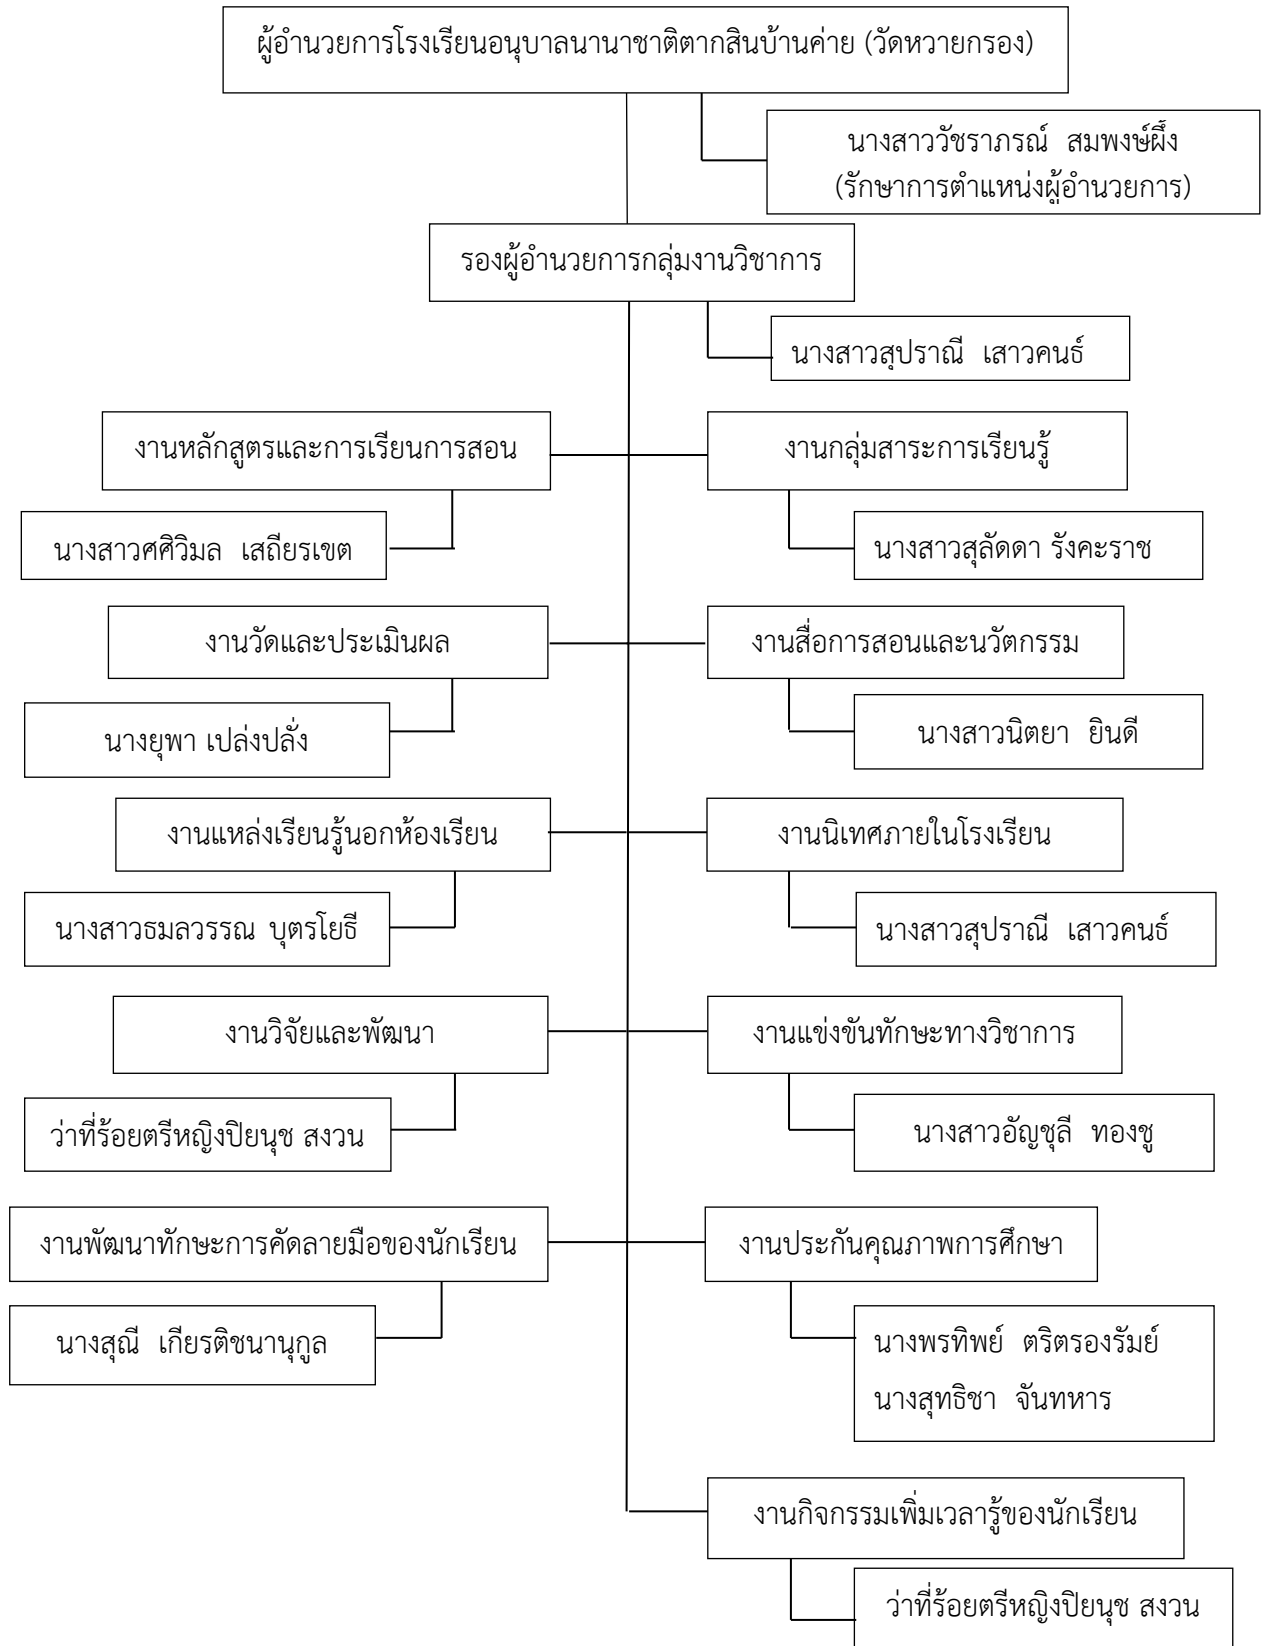 ผู้อำนวยการโรงเรียนอนุบาลนานาชาติตากสินบ้านค่าย (วัดหวายกรอง)
นางสาววัชราภรณ์ สมพงษ์ผึ้ง
(รักษาการตำแหน่งผู้อำนวยการ)
รองผู้อำนวยการกลุ่มงานวิชาการ
นางสาวสุปราณี เสาวคนธ์
งานหลักสูตรและการเรียนการสอน
งานกลุ่มสาระการเรียนรู้
นางสาวศศิวิมล เสถียรเขต
นางสาวสุลัดดา รังคะราช
งานวัดและประเมินผล
งานสื่อการสอนและนวัตกรรม
นางยุพา เปล่งปลั่ง
นางสาวนิตยา ยินดี
งานแหล่งเรียนรู้นอกห้องเรียน
งานนิเทศภายในโรงเรียน
นางสาวธมลวรรณ บุตรโยธี
นางสาวสุปราณี เสาวคนธ์
งานวิจัยและพัฒนา
งานแข่งขันทักษะทางวิชาการ
ว่าที่ร้อยตรีหญิงปิยนุช สงวน
นางสาวอัญชุลี ทองชู
งานพัฒนาทักษะการคัดลายมือของนักเรียน
งานประกันคุณภาพการศึกษา
นางสุณี เกียรติชนานุกูล
นางพรทิพย์ ตริตรองรัมย์
นางสุทธิชา จันทหาร
งานกิจกรรมเพิ่มเวลารู้ของนักเรียน
ว่าที่ร้อยตรีหญิงปิยนุช สงวน